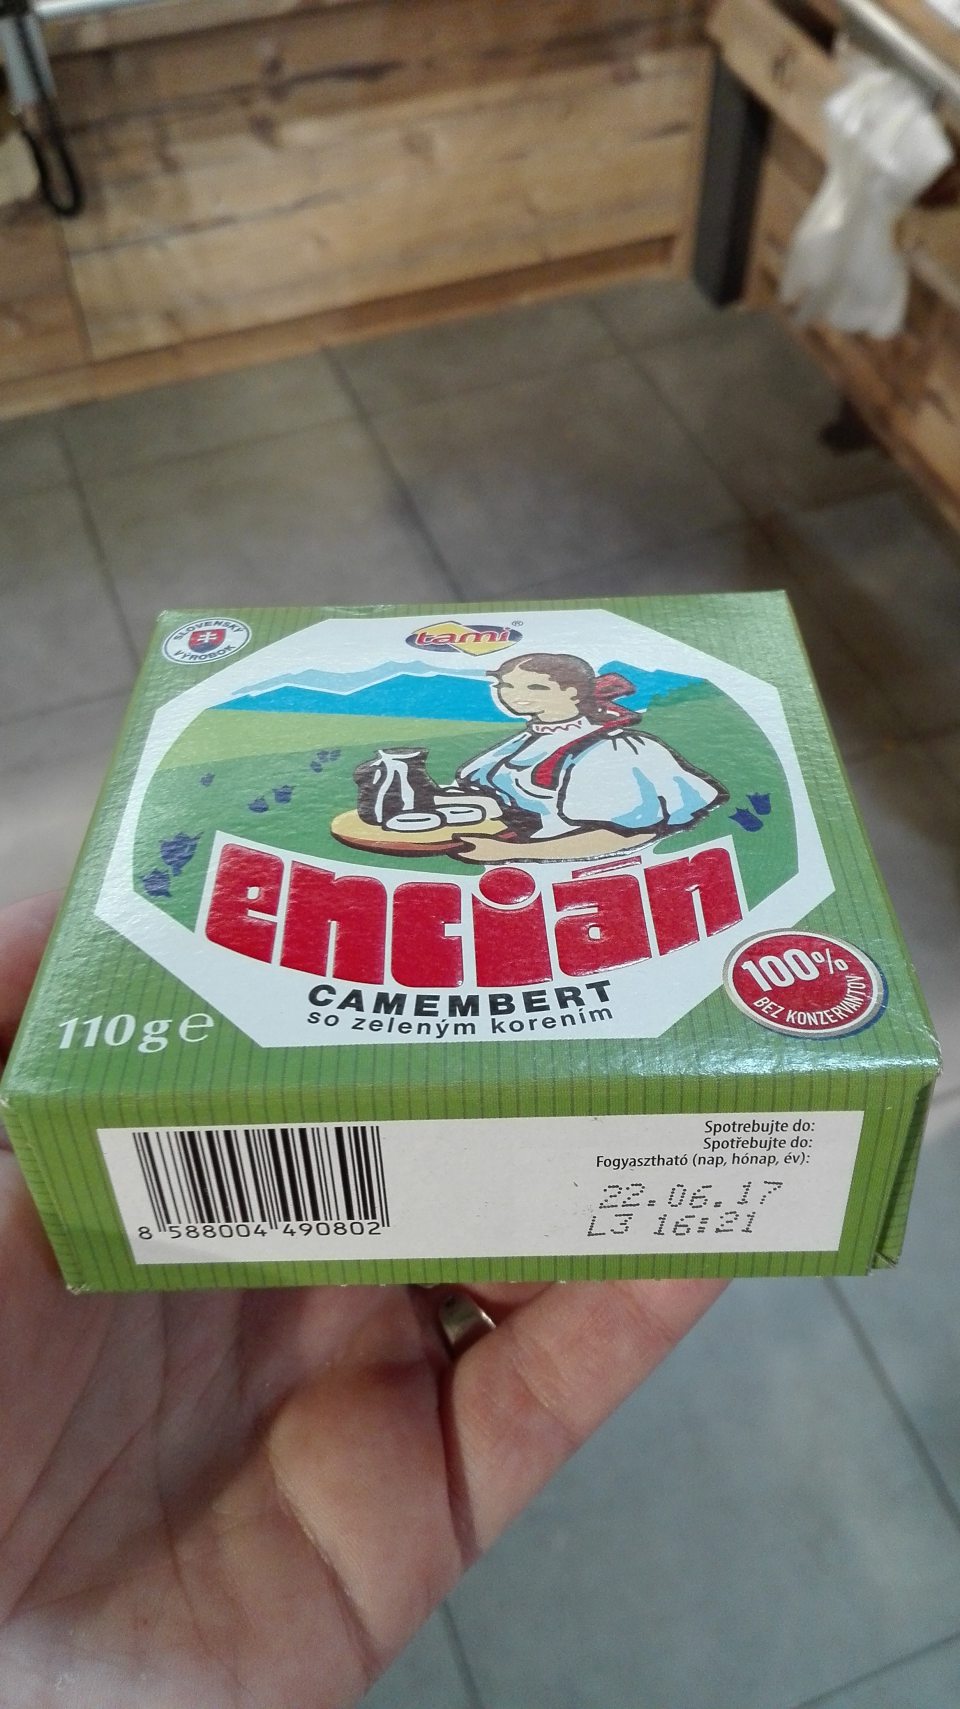 SLOVENSKÝ
VÝROBOK
tami®
encián
CAMEMBERT
so zeleným korením
110g℮
100%
BEZ KONZERVANTOV
Spotrebujte do:
Spotřebujte do:
Fogyasztható (nap, hónap, év):
22.06.17
L3 16:21
8 588004 490802